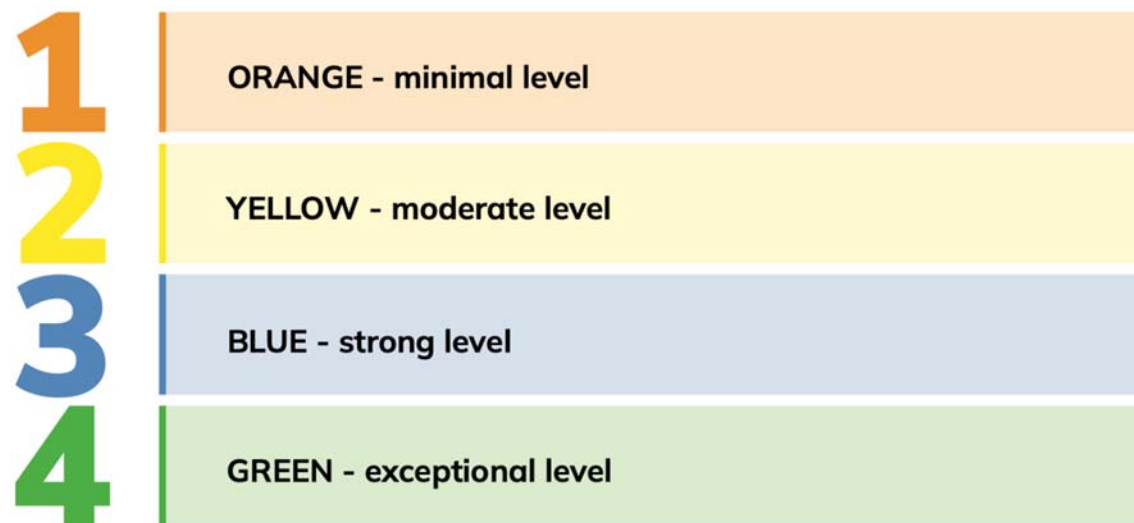 1 ORANGE - minimal level
2 YELLOW - moderate level
3 BLUE - strong level
4 GREEN - exceptional level